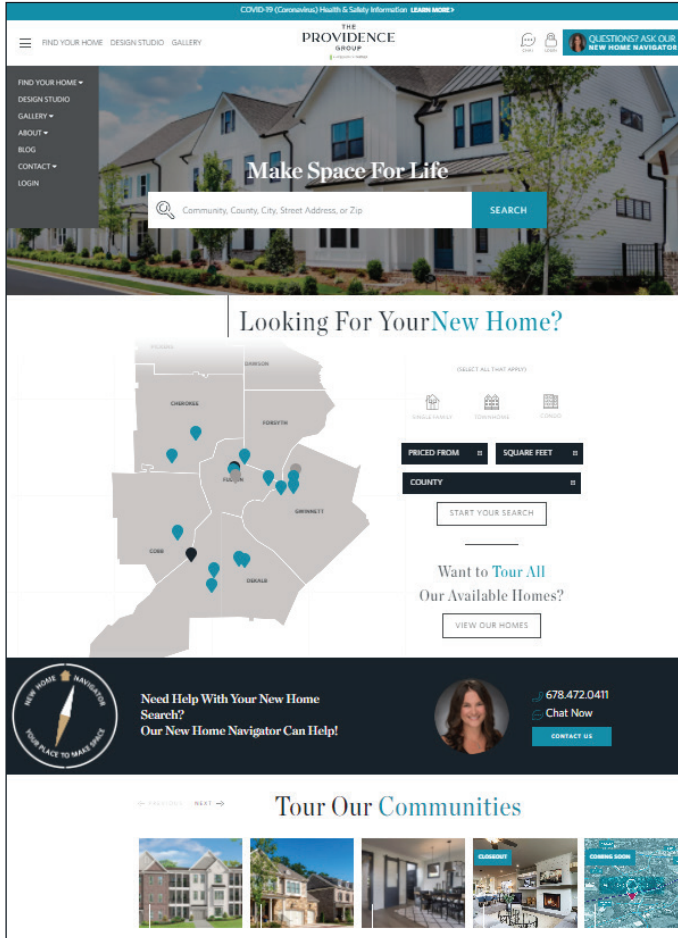 COVID-19 (Coronavirus) Health & Safety Information LEARN MORE>
FIND YOUR HOME DESIGN STUDIO GALLERY
THE
PROVIDENCE
GROUP
CHAT
LOGIN
QUESTIONS? ASK OUR
NEW HOME NAVIGATOR
FIND YOUR HOME
DESIGN STUDIO
GALLERY
ABOUT
BLOG
CONTACT
LOGIN
Make Space For Life
Community, County, City, Street Address, or Zip
SEARCH
Looking For Your New Home?
PICKENS
DAWSON
CHEROKEE
FORSYTH
FULTON
GWINNETT
COBB
DEKALB
(SELECT ALL THAT APPLY)
SINGLE FAMILY
TOWNHOME
CONDO
PRICED FROM
SQUARE FEET
COUNTY
START YOUR SEARCH
Want to Tour All
Our Available Homes?
VIEW OUR HOMES
NEW HOME NAVIGATOR
YOUR PLACE TO MAKE SPACE
Need Help With Your New Home
Search?
Our New Home Navigator Can Help!
678.472.0411
Chat Now
CONTACT US
PREVIOUS NEXT
Tour Our Communities
CLOSEOUT
COMING SOON